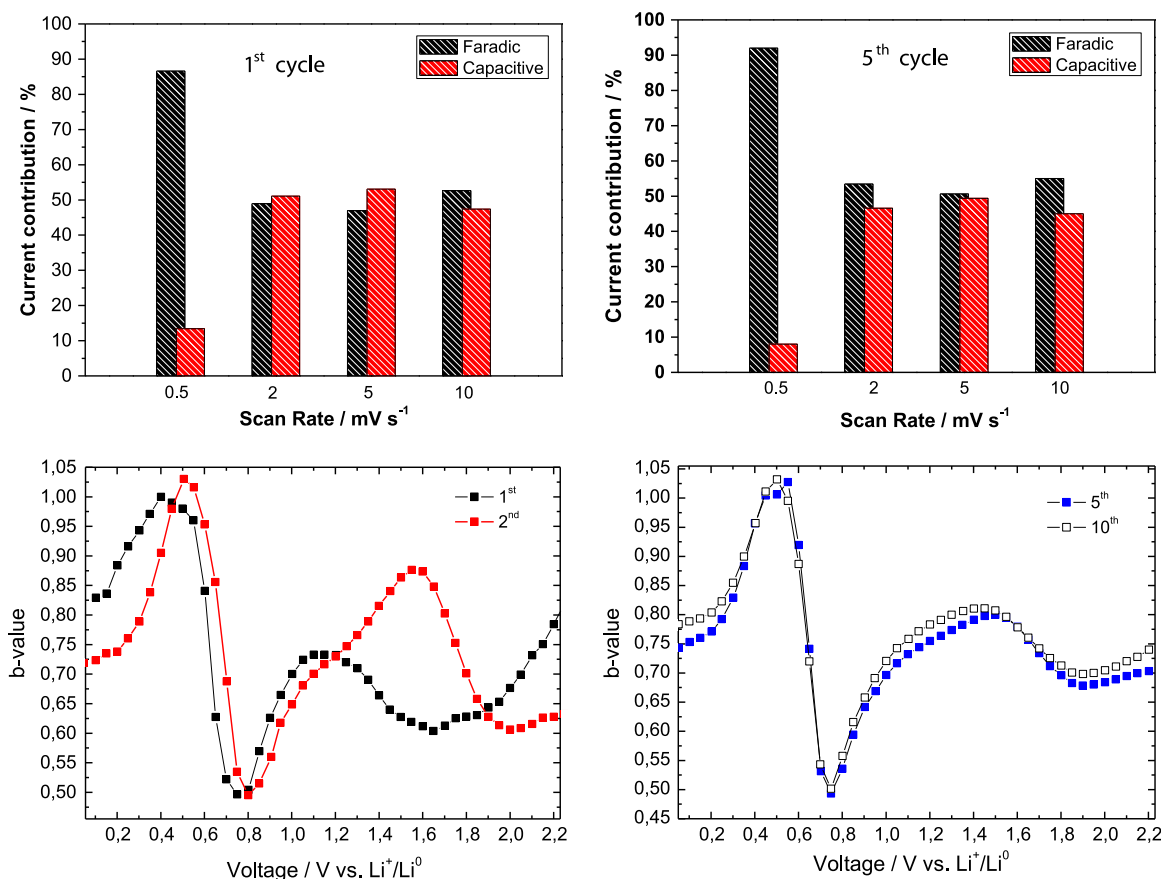 100
90
80
70
60
50
40
30
20
10
0
Current contribution / %
1st cycle
Faradic
Capacitive
0.5 2 5 10
Scan Rate / mV s-1
100
90
80
70
60
50
40
30
20
10
0
Current contribution / %
5th cycle
Faradic
Capacitive
0.5 2 5 10
Scan Rate / mV s-1
1,05
1,00
0,95
0,90
0,85
0,80
0,75
0,70
0,65
0,60
0,55
0,50
b-value
1st
2nd
0,2 0,4 0,6 0,8 1,0 1,2 1,4 1,6 1,8 2,0 2,2
Voltage / V vs. Li+/Li0
1,05
1,00
0,95
0,90
0,85
0,80
0,75
0,70
0,65
0,60
0,55
0,50
0,45
b-value
5th
10th
0,2 0,4 0,6 0,8 1,0 1,2 1,4 1,6 1,8 2,0 2,2
Voltage / V vs. Li+/Li0